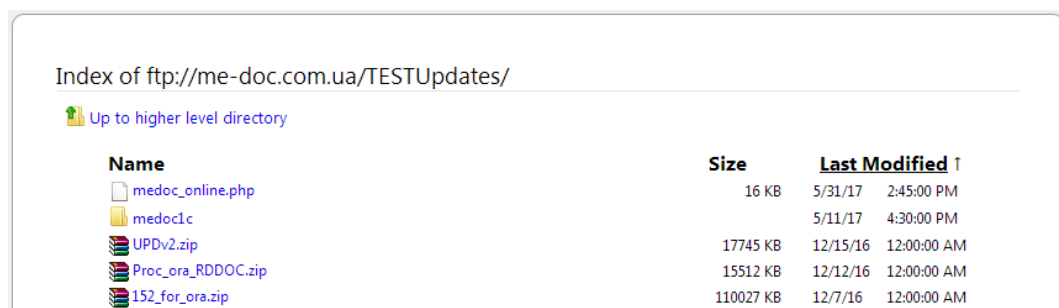 Index of ftp://me-doc.com.ua/TESTUpdates/
Up to higher level directory
Name Size Last Modified ↑
medoc_online.php 16 KB 5/31/17 2:45:00 PM
medoc1c 5/11/17 4:30:00 PM
UPDv2.zip 17745 KB 12/15/16 12:00:00 AM
Proc_ora_RDDOC.zip 15512 KB 12/12/16 12:00:00 AM
152_for_ora.zip 110027 KB 12/7/16 12:00:00 AM